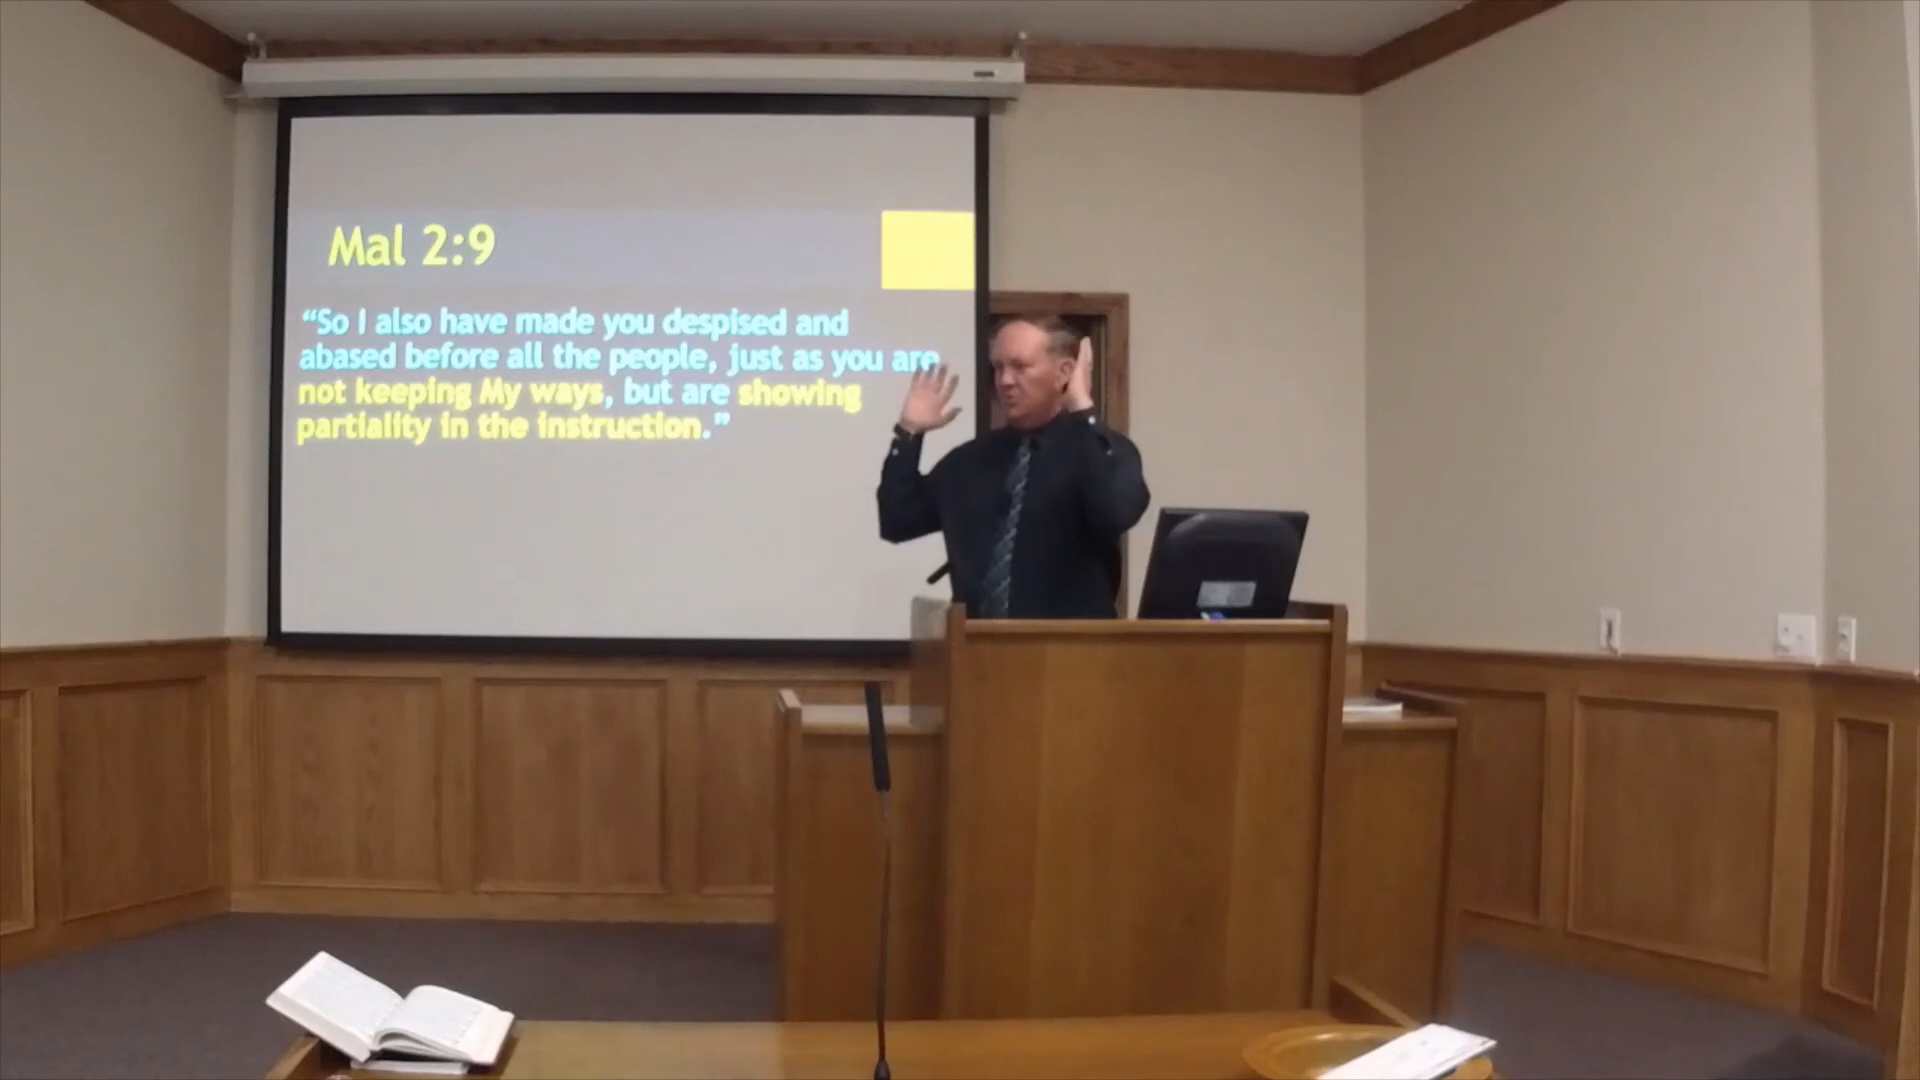 Mal 2:9
“So I also have made you despised and
abased before all the people, just as you are
not keeping My ways, but are showing
partiality in the instruction.”